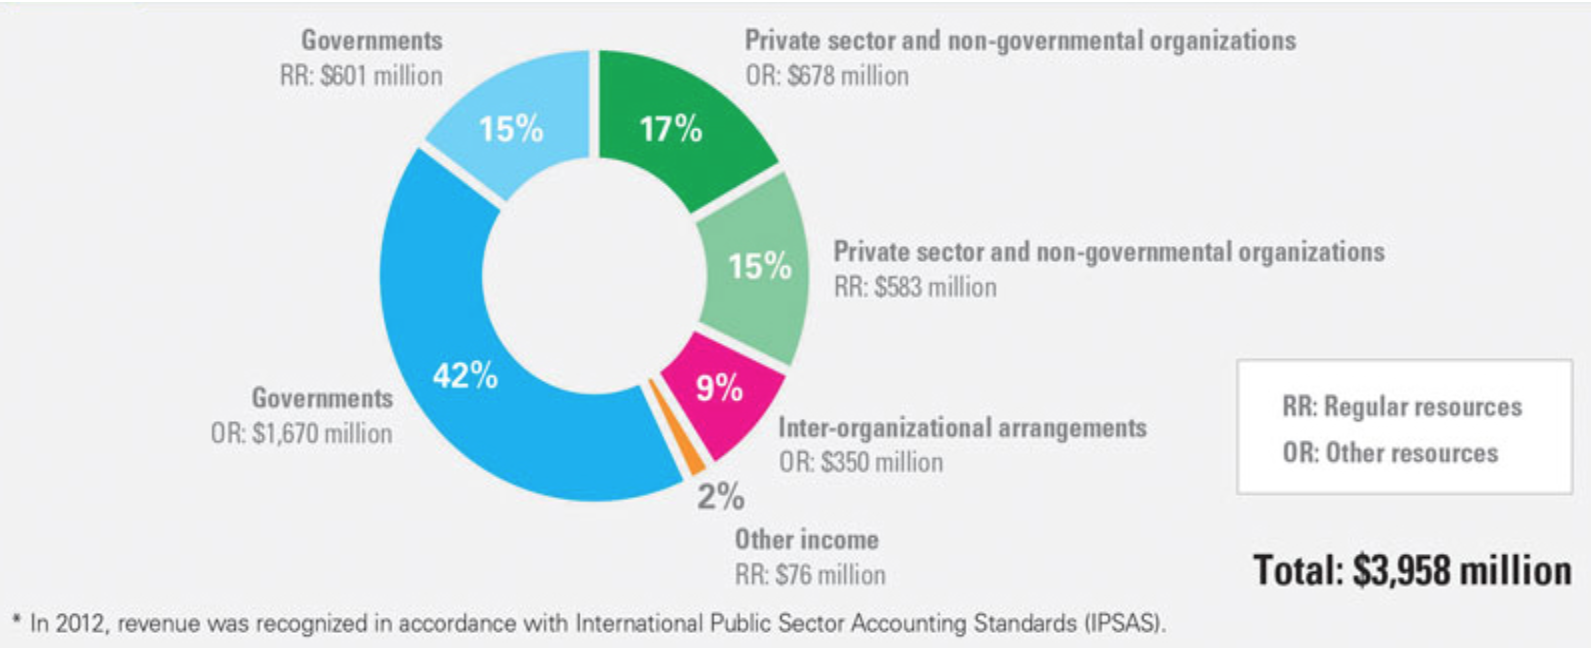 Governments
RR: $601 million
Private sector and non-governmental organizations
OR: $678 million
15%
17%
15%
Private sector and non-governmental organizations
RR: $583 million
42%
9%
Governments
OR: $1,670 million
Inter-organizational arrangements
OR: $350 million
2%
Other income
RR: $76 million
RR: Regular resources
OR: Other resources
Total: $3,958 million
* In 2012, revenue was recognized in accordance with International Public Sector Accounting Standards (IPSAS).